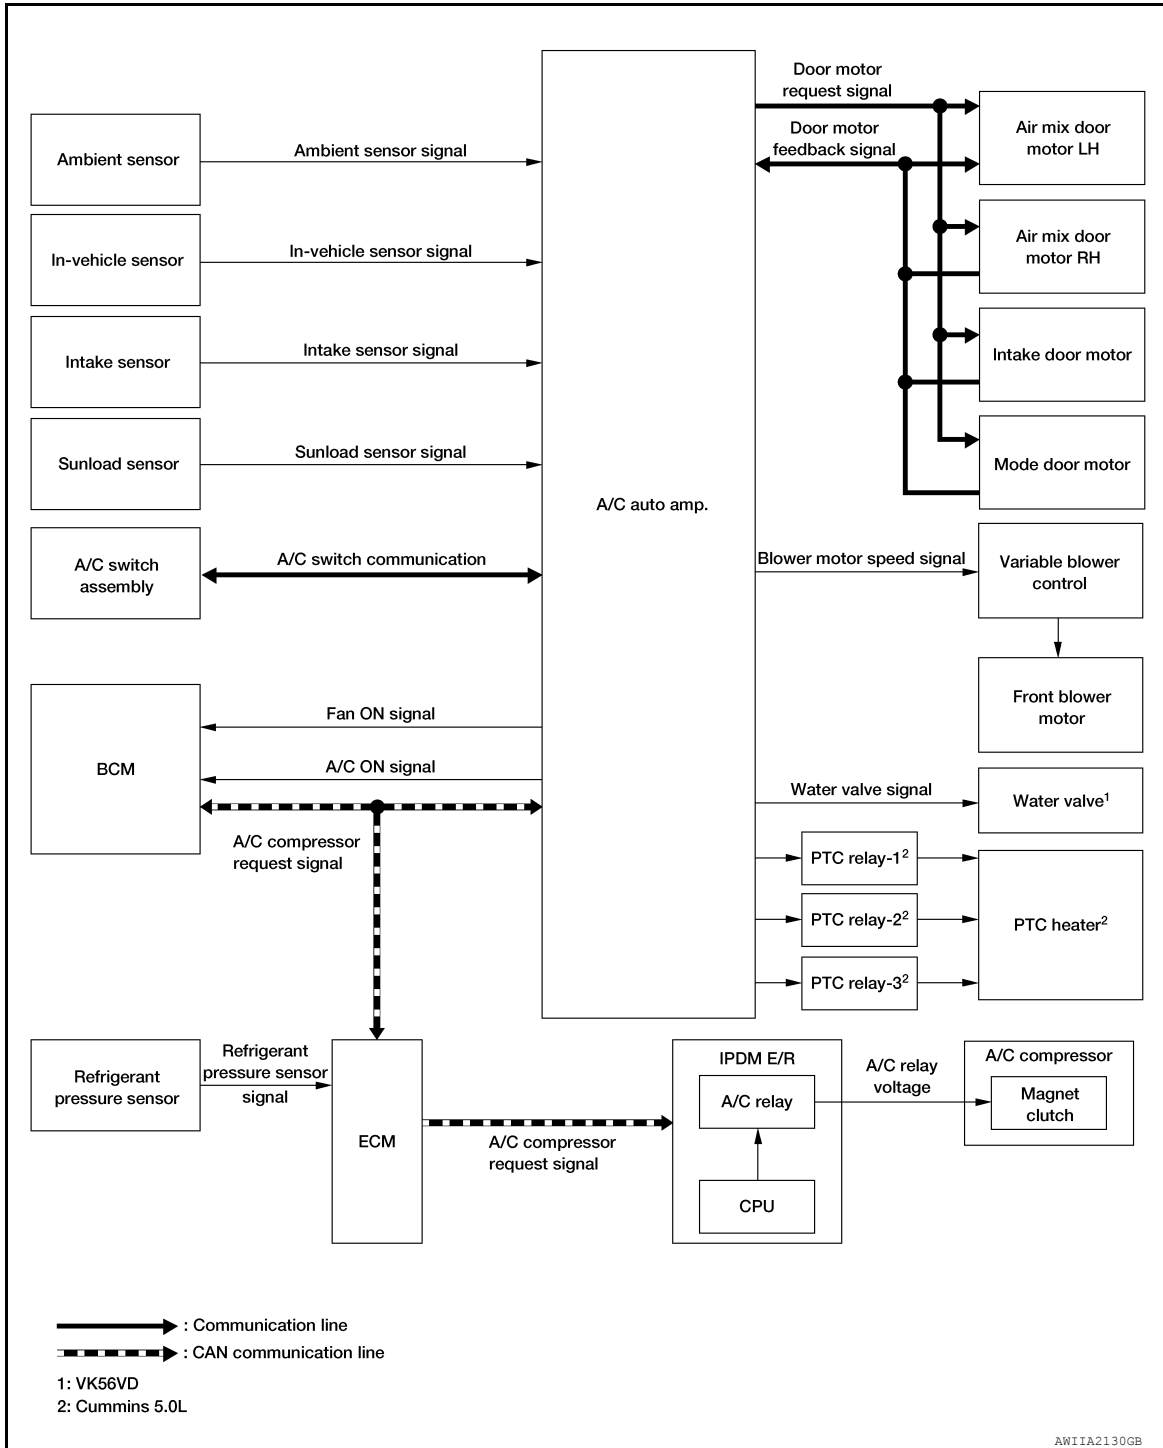 Door motor
request signal
Air mix door
motor LH
Door motor
feedback signal
Ambient sensor
Ambient sensor signal
Air mix door
motor RH
In-vehicle sensor
In-vehicle sensor signal
Intake sensor
Intake sensor signal
Intake door motor
Sunload sensor
Sunload sensor signal
Mode door motor
A/C auto amp.
A/C switch
assembly
A/C switch communication
Blower motor speed signal
Variable blower
control
Front blower
motor
BCM
Fan ON signal
A/C ON signal
A/C compressor
request signal
Water valve signal
Water valve¹
PTC relay-1²
PTC relay-2²
PTC relay-3²
PTC heater²
Refrigerant
pressure sensor
Refrigerant
pressure sensor
signal
ECM
A/C compressor
request signal
IPDM E/R
A/C relay
CPU
A/C relay
voltage
A/C compressor
Magnet
clutch
: Communication line
: CAN communication line
1: VK56VD
2: Cummins 5.0L
AWIIA2130GB